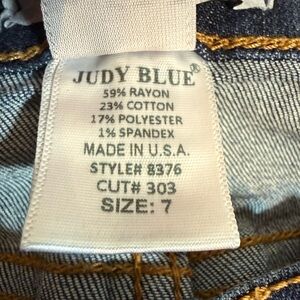 JUDY BLUE®
59% RAYON
23% COTTON
17% POLYESTER
1% SPANDEX
MADE IN U.S.A.
STYLE# 8376
CUT# 303
SIZE: 7